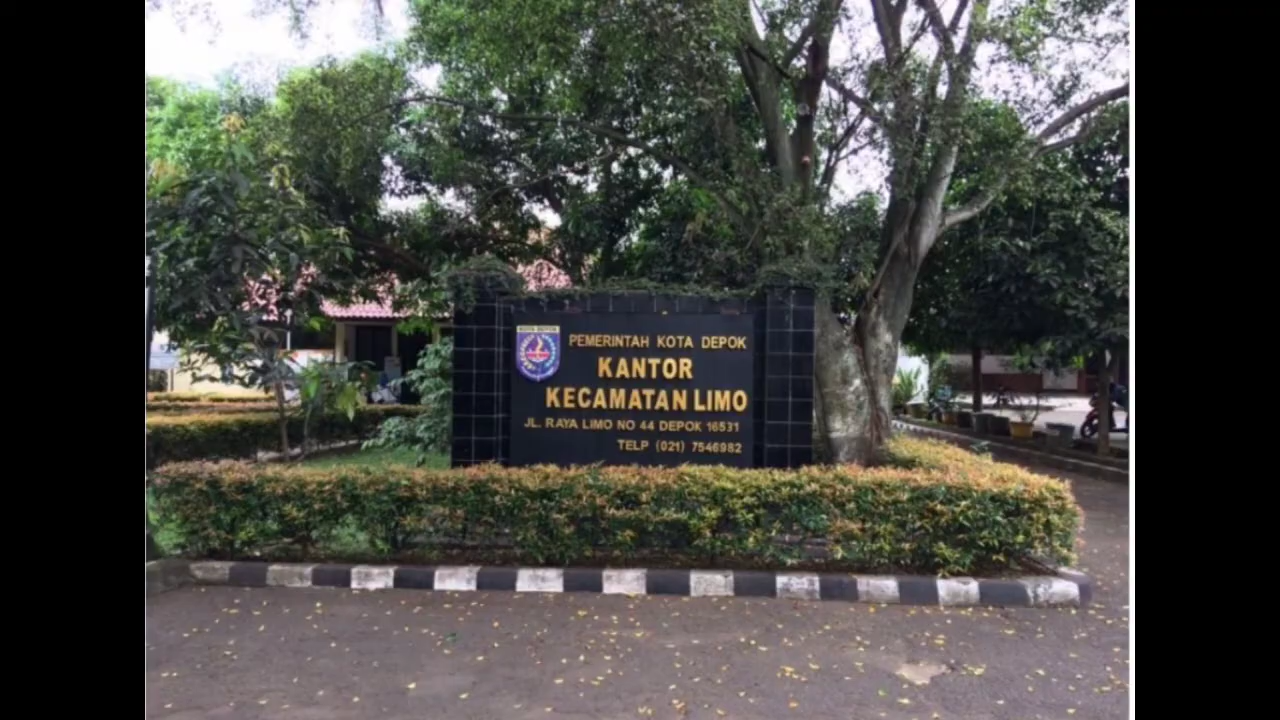 KOTA DEPOK
PEMERINTAH KOTA DEPOK
KANTOR
KECAMATAN LIMO
JL. RAYA LIMO NO 44 DEPOK 16531
TELP (021) 7546982